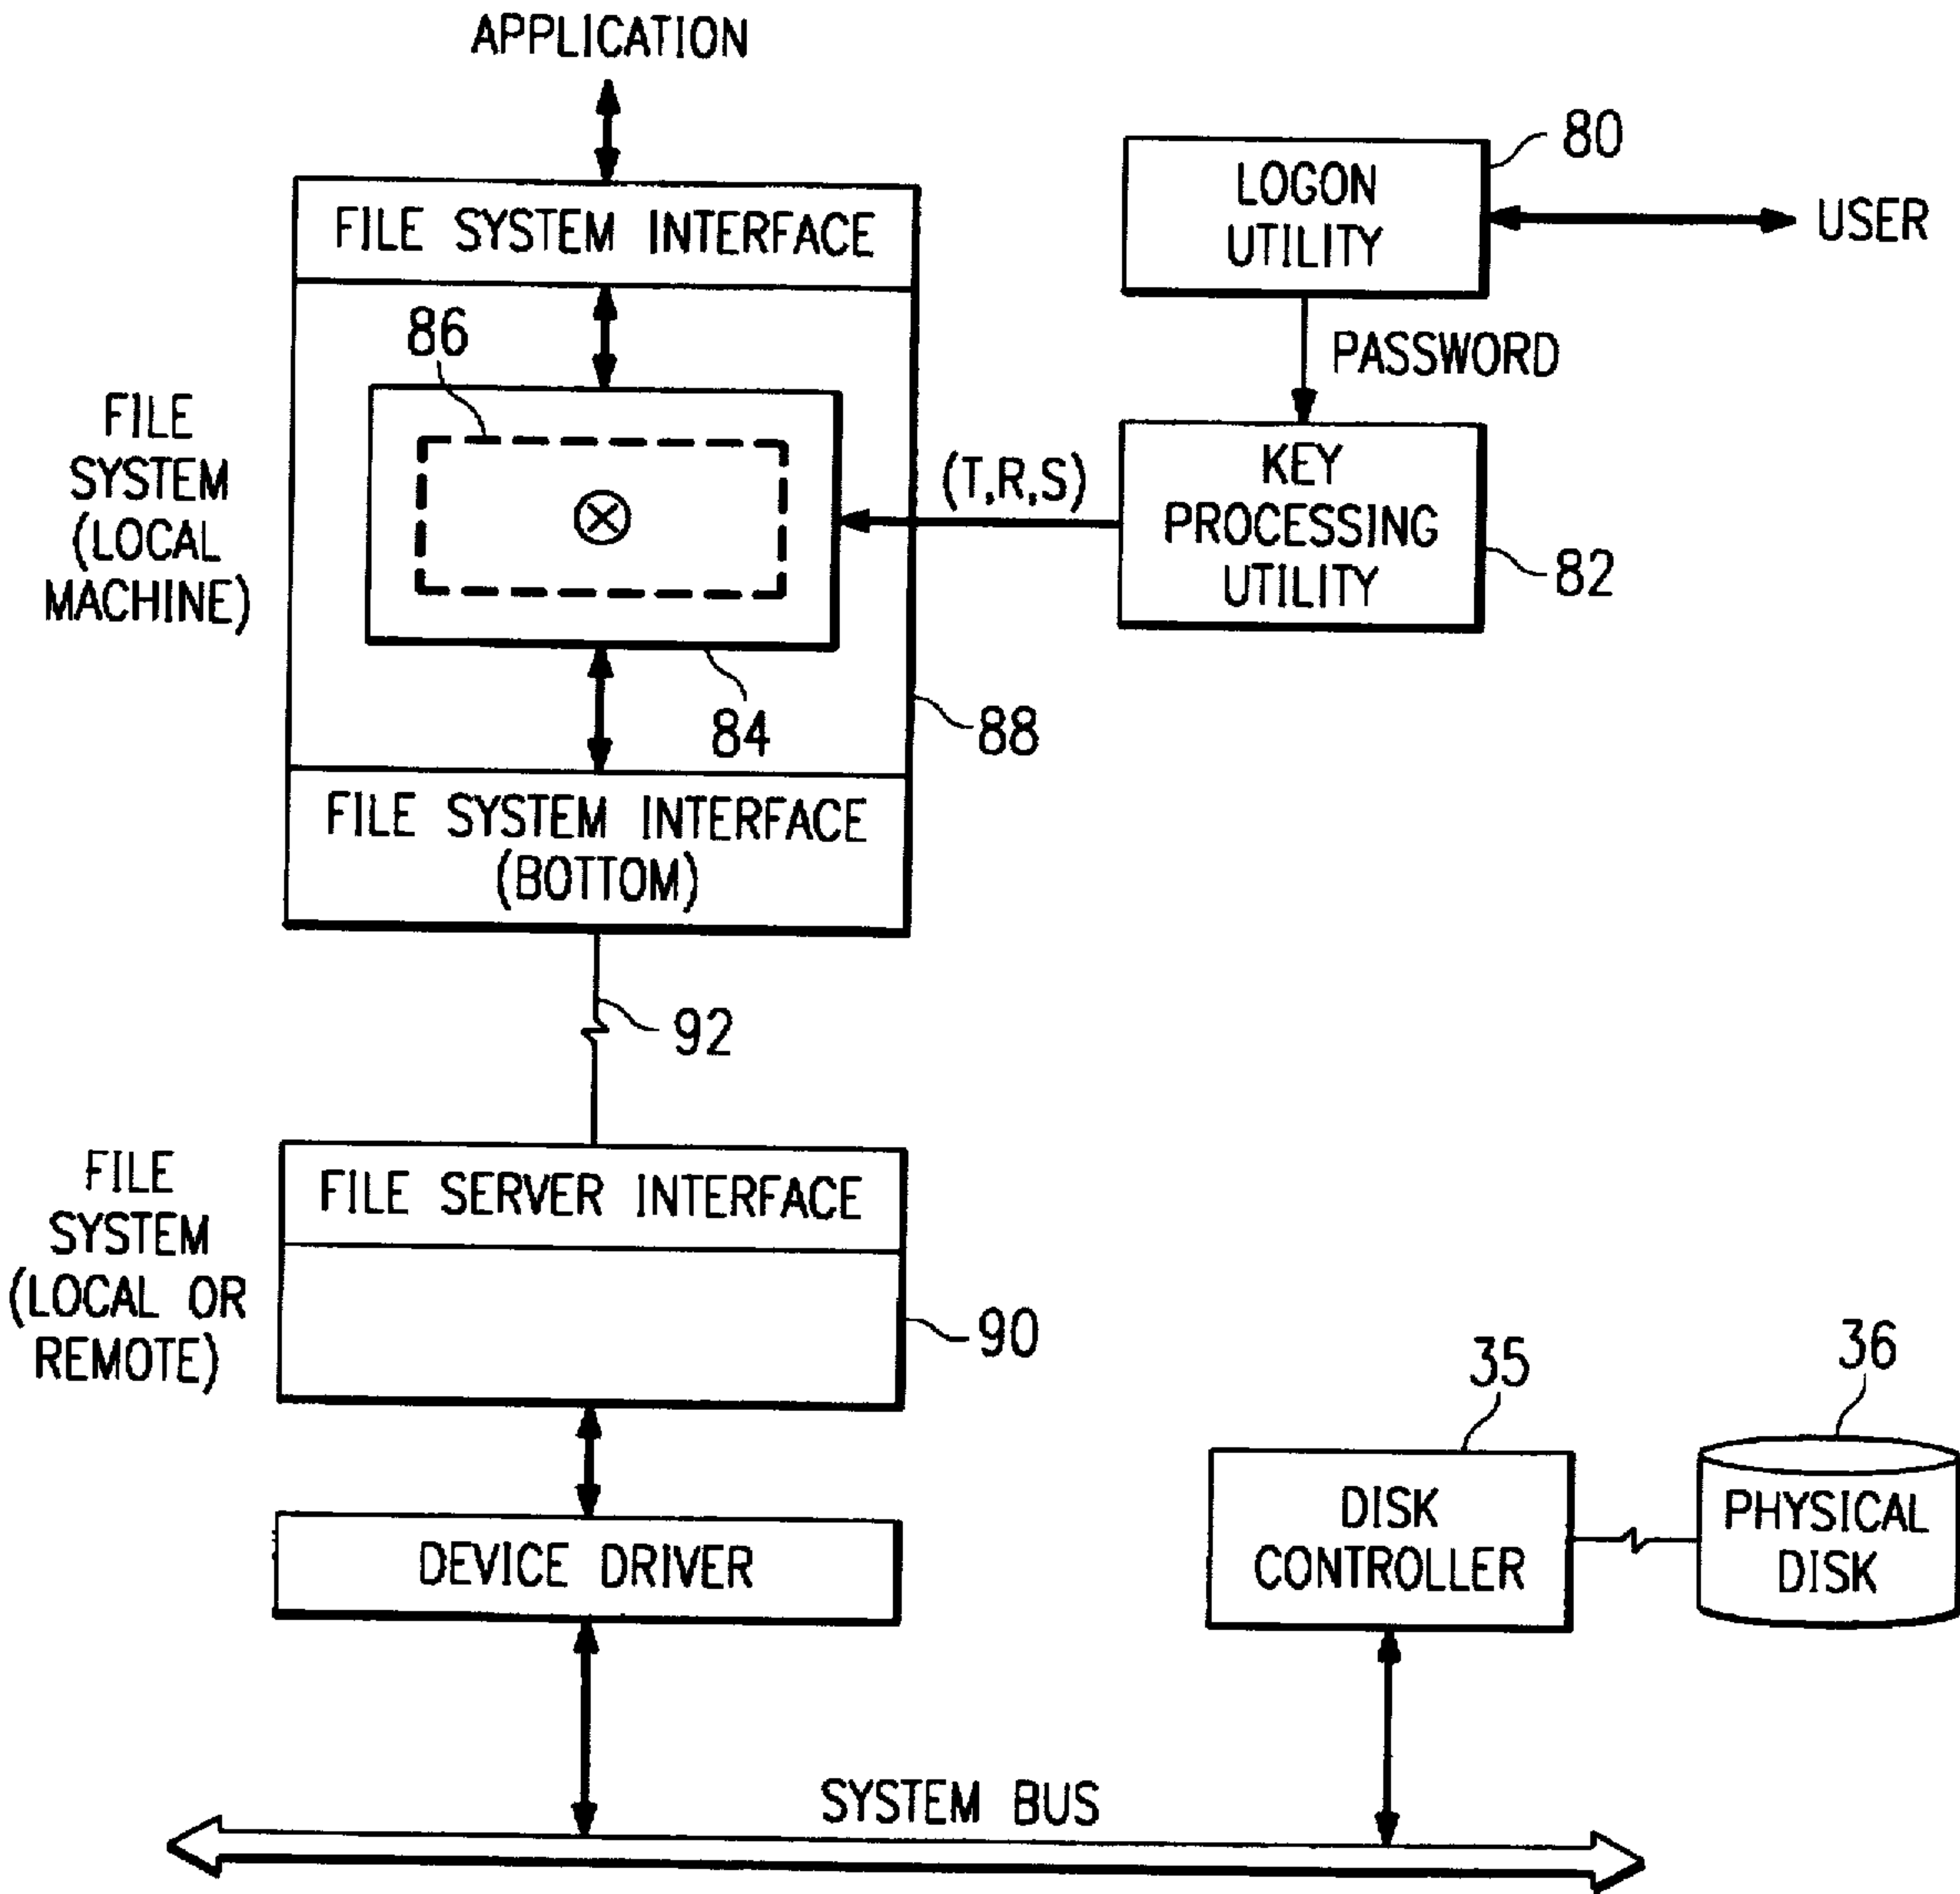 APPLICATION
80
LOGON
UTILITY
USER
FILE SYSTEM INTERFACE
86
PASSWORD
FILE
SYSTEM
(LOCAL
MACHINE)
(T,R,S)
KEY
PROCESSING
UTILITY
82
84
88
FILE SYSTEM INTERFACE
(BOTTOM)
92
FILE
SYSTEM
(LOCAL OR
REMOTE)
FILE SERVER INTERFACE
90
35
36
DISK
CONTROLLER
PHYSICAL
DISK
DEVICE DRIVER
SYSTEM BUS